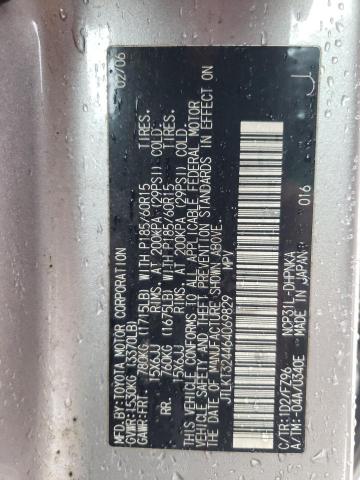 MFD.BY:TOYOTA MOTOR CORPORATION 02/06
GVWR:1530KG (3370LB)
GAWR:FRT 780KG (1715LB) WITH P185/60R15 TIRES.
15X6JJ RIMS, AT 200KPA (29PSI) COLD.
RR 760KG (1675LB) WITH P185/60R15 TIRES.
15X6JJ RIMS, AT 200KPA (29PSI) COLD.
THIS VEHICLE CONFORMS TO ALL APPLICABLE FEDERAL MOTOR
VEHICLE SAFETY AND THEFT PREVENTION STANDARDS IN EFFECT ON
THE DATE OF MANUFACTURE SHOWN ABOVE.
JTLKT324464069829 MPV
C/TR:1D2/FZ96 NCP31L-DHPNKA 016
A/TM:-04A/U340E MADE IN JAPAN J